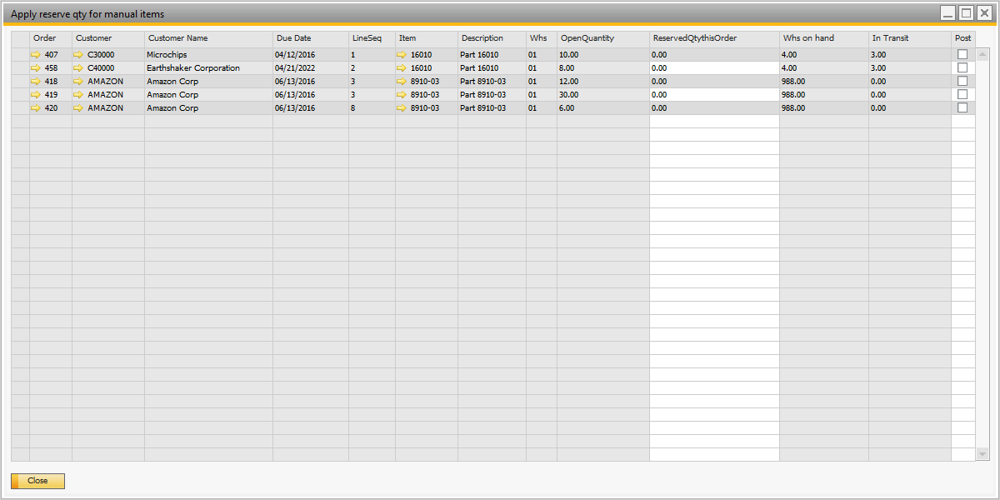 Apply reserve qty for manual items
Order Customer Customer Name Due Date LineSeq Item Description Whs OpenQuantity ReservedQtythisOrder Whs on hand In Transit Post
407 C30000 Microchips 04/12/2016 1 16010 Part 16010 01 10.00 0.00 4.00 3.00
458 C40000 Earthshaker Corporation 04/21/2022 2 16010 Part 16010 01 8.00 0.00 4.00 3.00
418 AMAZON Amazon Corp 06/13/2016 3 8910-03 Part 8910-03 01 12.00 0.00 988.00 0.00
419 AMAZON Amazon Corp 06/13/2016 3 8910-03 Part 8910-03 01 30.00 0.00 988.00 0.00
420 AMAZON Amazon Corp 06/13/2016 8 8910-03 Part 8910-03 01 6.00 0.00 988.00 0.00
Close